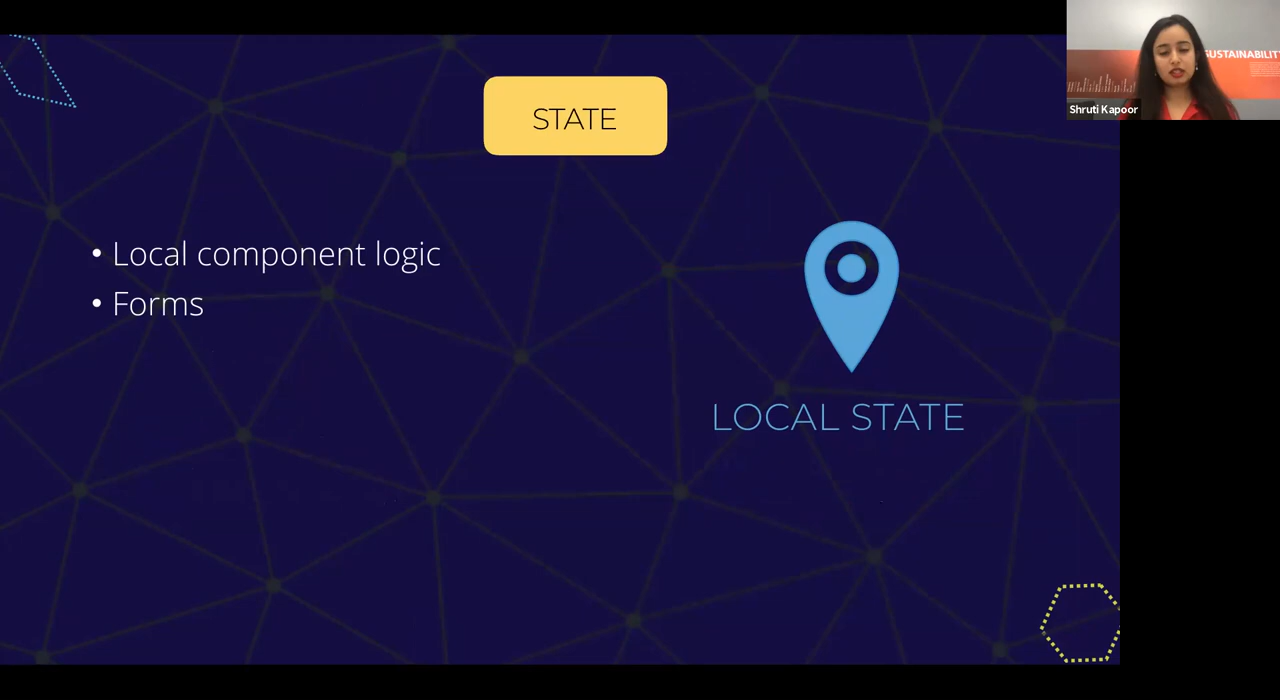 STATE
• Local component logic
• Forms
LOCAL STATE
SUSTAINABILITY
Shruti Kapoor